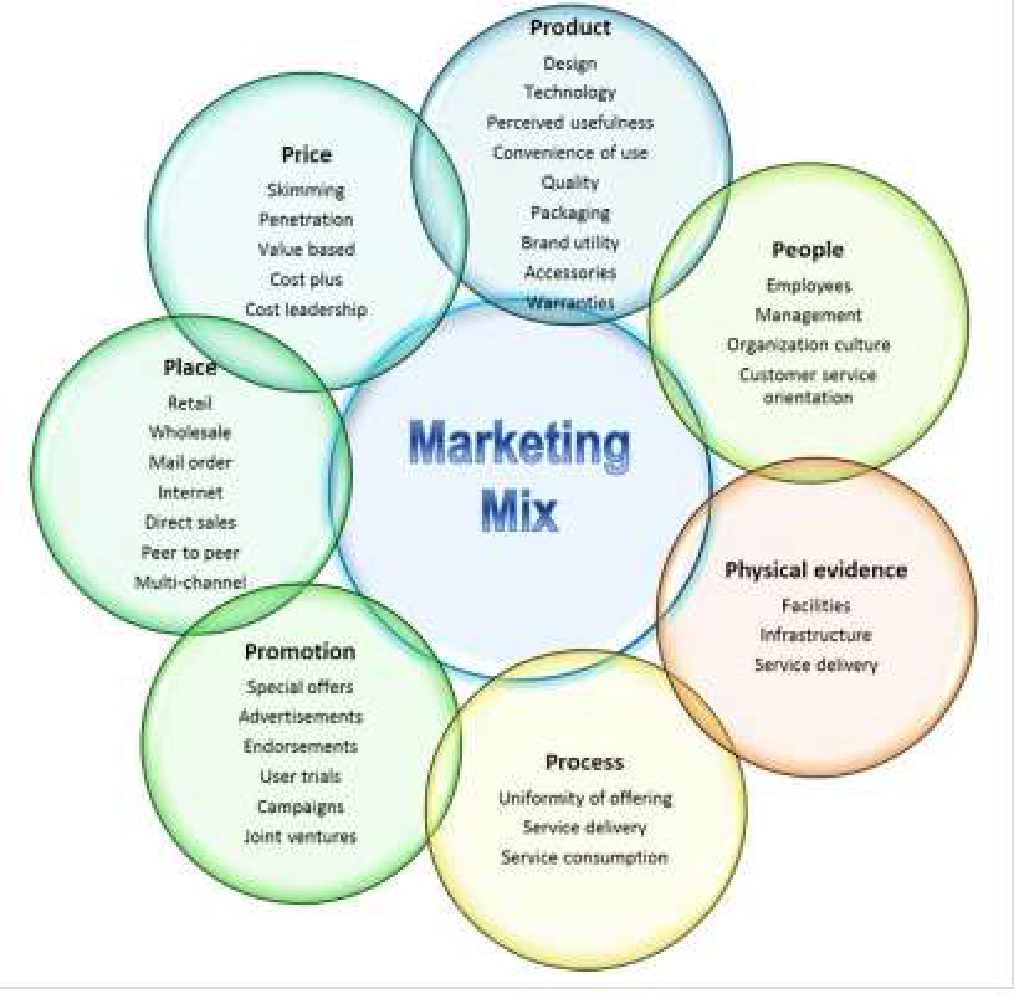 Product
Design
Technology
Perceived usefulness
Convenience of use
Quality
Packaging
Brand utility
Accessories
Warranties
People
Employees
Management
Organization culture
Customer service
orientation
Physical evidence
Facilities
Infrastructure
Service delivery
Process
Uniformity of offering
Service delivery
Service consumption
Promotion
Special offers
Advertisements
Endorsements
User trials
Campaigns
Joint ventures
Place
Retail
Wholesale
Mail order
Internet
Direct sales
Peer to peer
Multi-channel
Price
Skimming
Penetration
Value based
Cost plus
Cost leadership
Marketing
Mix